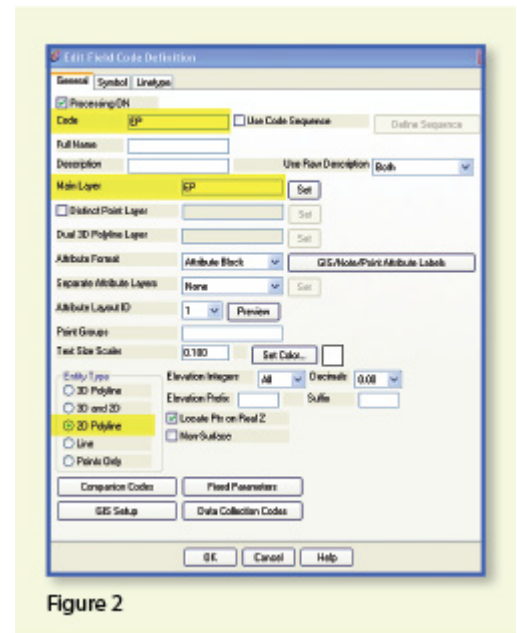 Edit Field Code Definition
General Symbol Linetype
Processing ON
Code EP Use Code Sequence Define Sequence
Full Name
Description Use Raw Description Both
Main Layer EP Set
Distinct Point Layer Set
Dual 3D Polyline Layer Set
Attribute Format Attribute Block GIS/Note/Point Attribute Labels
Separate Attribute Layers None Set
Attribute Layout ID 1 Preview
Point Groups
Text Size Scaler 0.100 Set Color...
Entity Type Elevation Integers All Decimals 0.00
3D Polyline Elevation Prefix Suffix
3D and 2D Locate Pts on Real Z
2D Polyline Non-Surface
Line
Points Only
Companion Codes Fixed Parameters
GIS Setup Data Collection Codes
OK Cancel Help
Figure 2